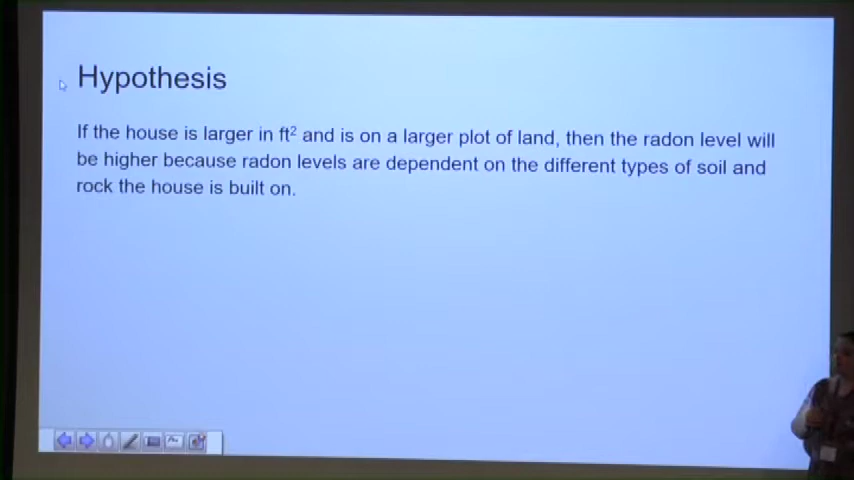 Hypothesis
If the house is larger in ft² and is on a larger plot of land, then the radon level will
be higher because radon levels are dependent on the different types of soil and
rock the house is built on.